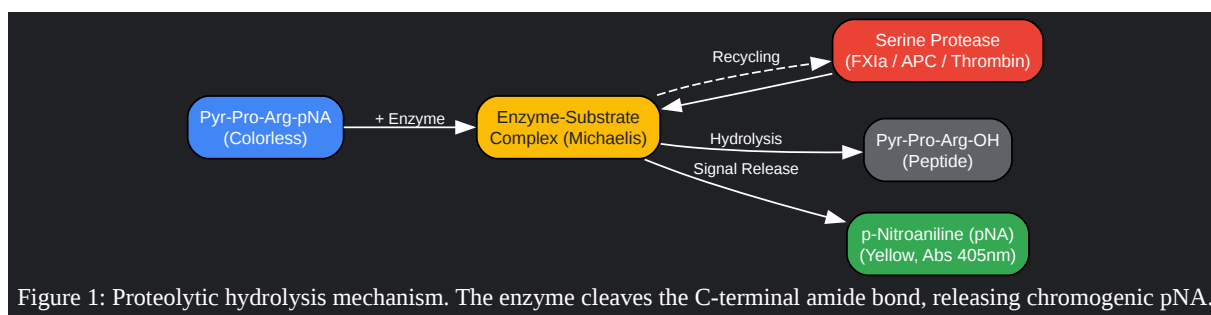 Pyr-Pro-Arg-pNA
(Colorless)
+ Enzyme
Enzyme-Substrate
Complex (Michaelis)
Recycling
Serine Protease
(FXIa / APC / Thrombin)
Hydrolysis
Pyr-Pro-Arg-OH
(Peptide)
Signal Release
p-Nitroaniline (pNA)
(Yellow, Abs 405nm)
Figure 1: Proteolytic hydrolysis mechanism. The enzyme cleaves the C-terminal amide bond, releasing chromogenic pNA.